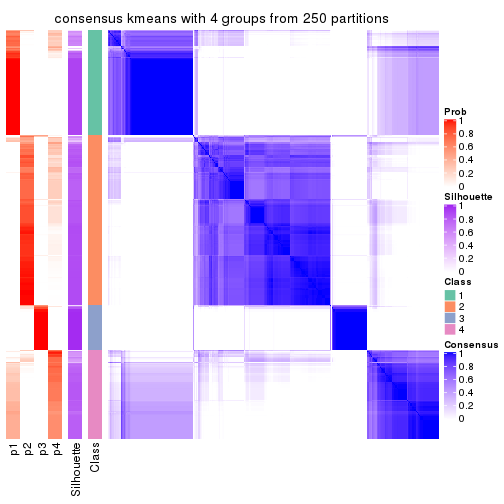 consensus kmeans with 4 groups from 250 partitions
Prob
1
0.8
0.6
0.4
0.2
0
Silhouette
1
0.8
0.6
0.4
0.2
0
Class
1
2
3
4
Consensus
1
0.8
0.6
0.4
0.2
0
p1
p2
p3
p4
Silhouette
Class